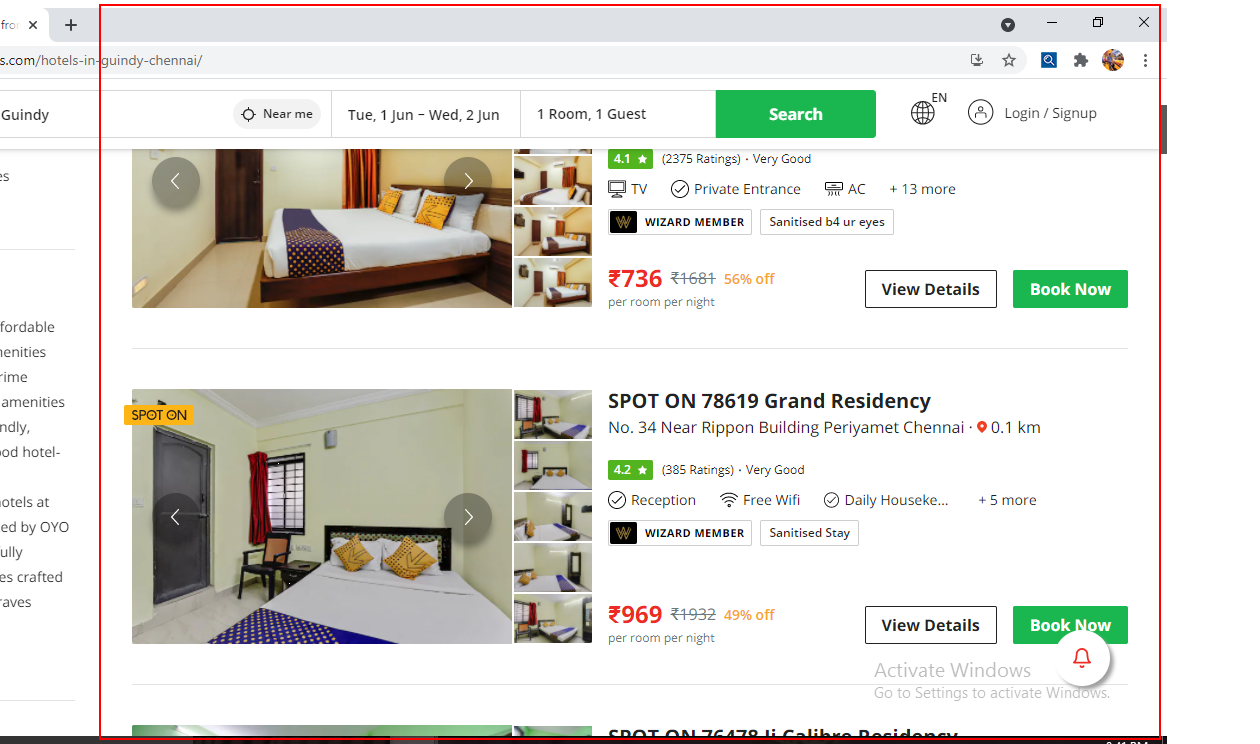 fror
s.com/hotels-in-guindy-chennai/
Guindy
Near me
Tue, 1 Jun – Wed, 2 Jun
1 Room, 1 Guest
Search
EN
Login / Signup
es
4.1 ★ (2375 Ratings) · Very Good
TV Private Entrance AC + 13 more
W WIZARD MEMBER Sanitised b4 ur eyes
₹736 ₹1681 56% off
per room per night
View Details
Book Now
fordable
nenities
rime
amenities
ndly,
od hotel-
notels at
ed by OYO
ully
es crafted
raves
SPOT ON
SPOT ON 78619 Grand Residency
No. 34 Near Rippon Building Periyamet Chennai · 0.1 km
4.2 ★ (385 Ratings) · Very Good
Reception Free Wifi Daily Houseke... + 5 more
W WIZARD MEMBER Sanitised Stay
₹969 ₹1932 49% off
per room per night
View Details
Book Now
Activate Windows
Go to Settings to activate Windows.
SPOT ON 76478 Ji Calibre Residency